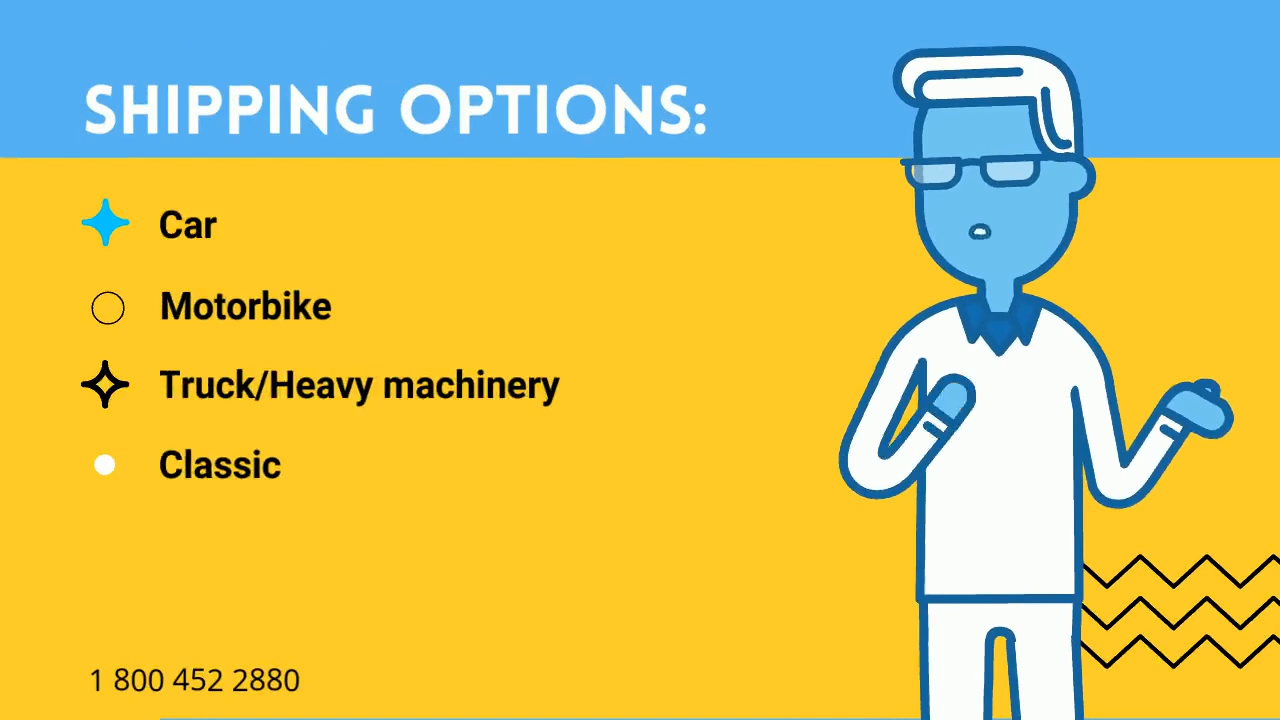 SHIPPING OPTIONS:
Car
Motorbike
Truck/Heavy machinery
Classic
1 800 452 2880